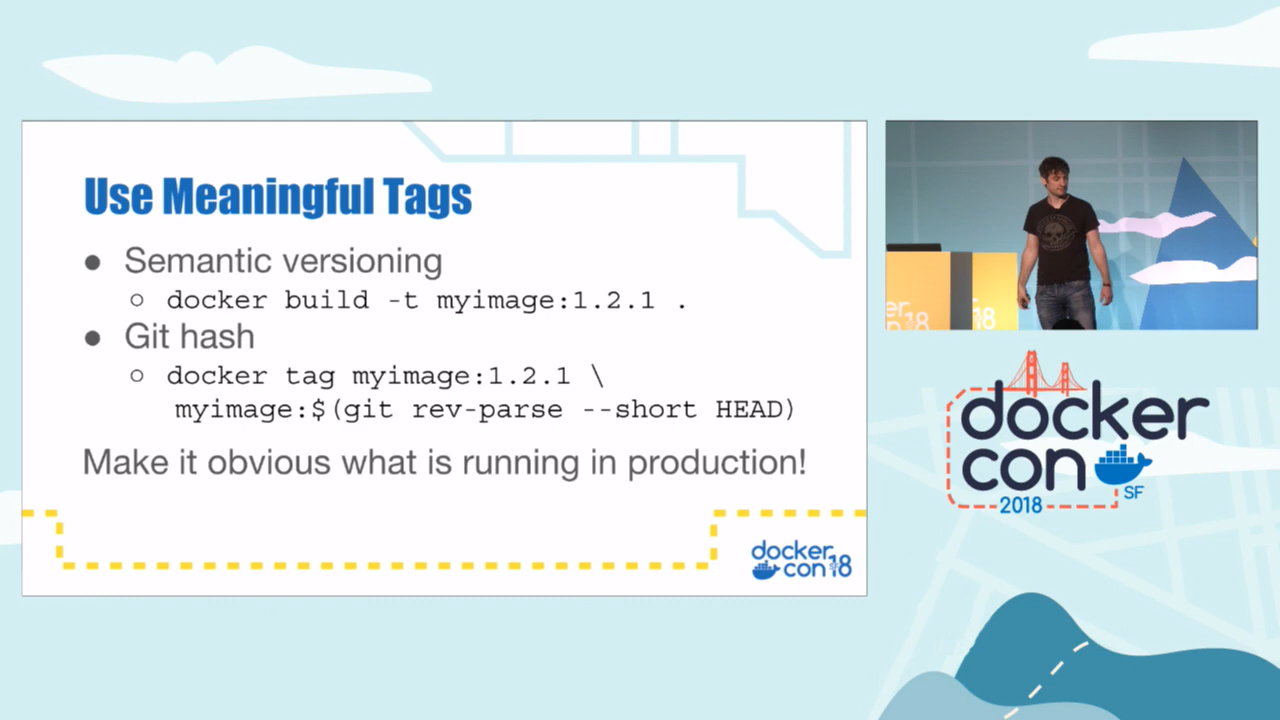 Use Meaningful Tags
● Semantic versioning
○ docker build -t myimage:1.2.1 .
● Git hash
○ docker tag myimage:1.2.1 \
myimage:$(git rev-parse --short HEAD)
Make it obvious what is running in production!
docker
con18
SF
docker
con
SF
2018